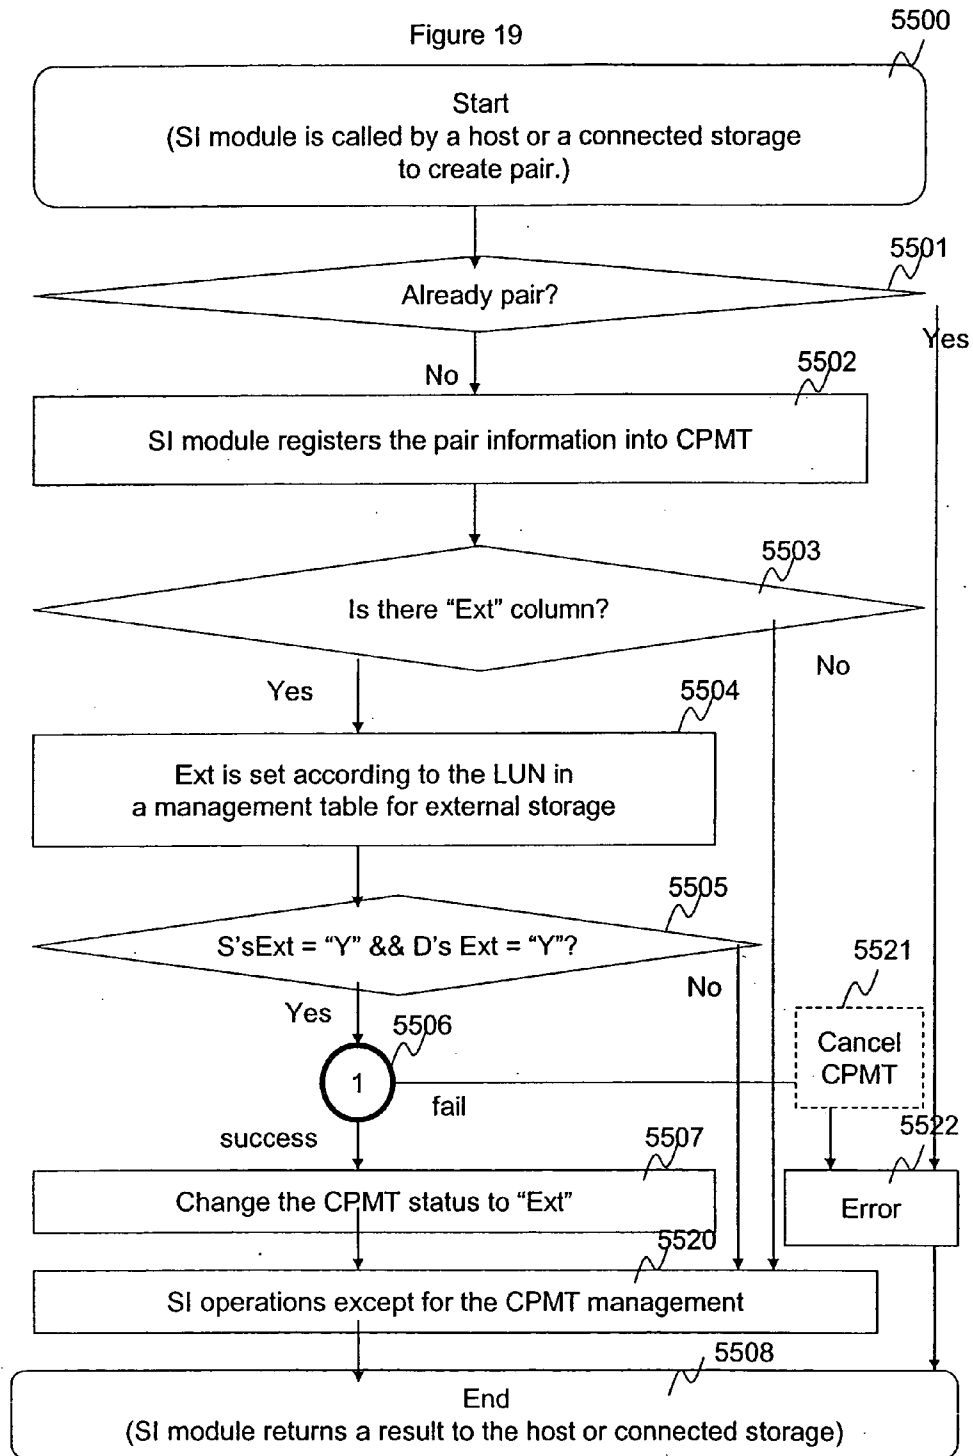 Figure 19
5500
Start
(SI module is called by a host or a connected storage
to create pair.)
5501
Already pair?
Yes
No
5502
SI module registers the pair information into CPMT
5503
Is there “Ext” column?
No
Yes
5504
Ext is set according to the LUN in
a management table for external storage
5505
S'sExt = “Y” && D's Ext = “Y”?
No
Yes
5521
Cancel
CPMT
5506
1
fail
success
5522
5507
Change the CPMT status to “Ext”
Error
5520
SI operations except for the CPMT management
5508
End
(SI module returns a result to the host or connected storage)